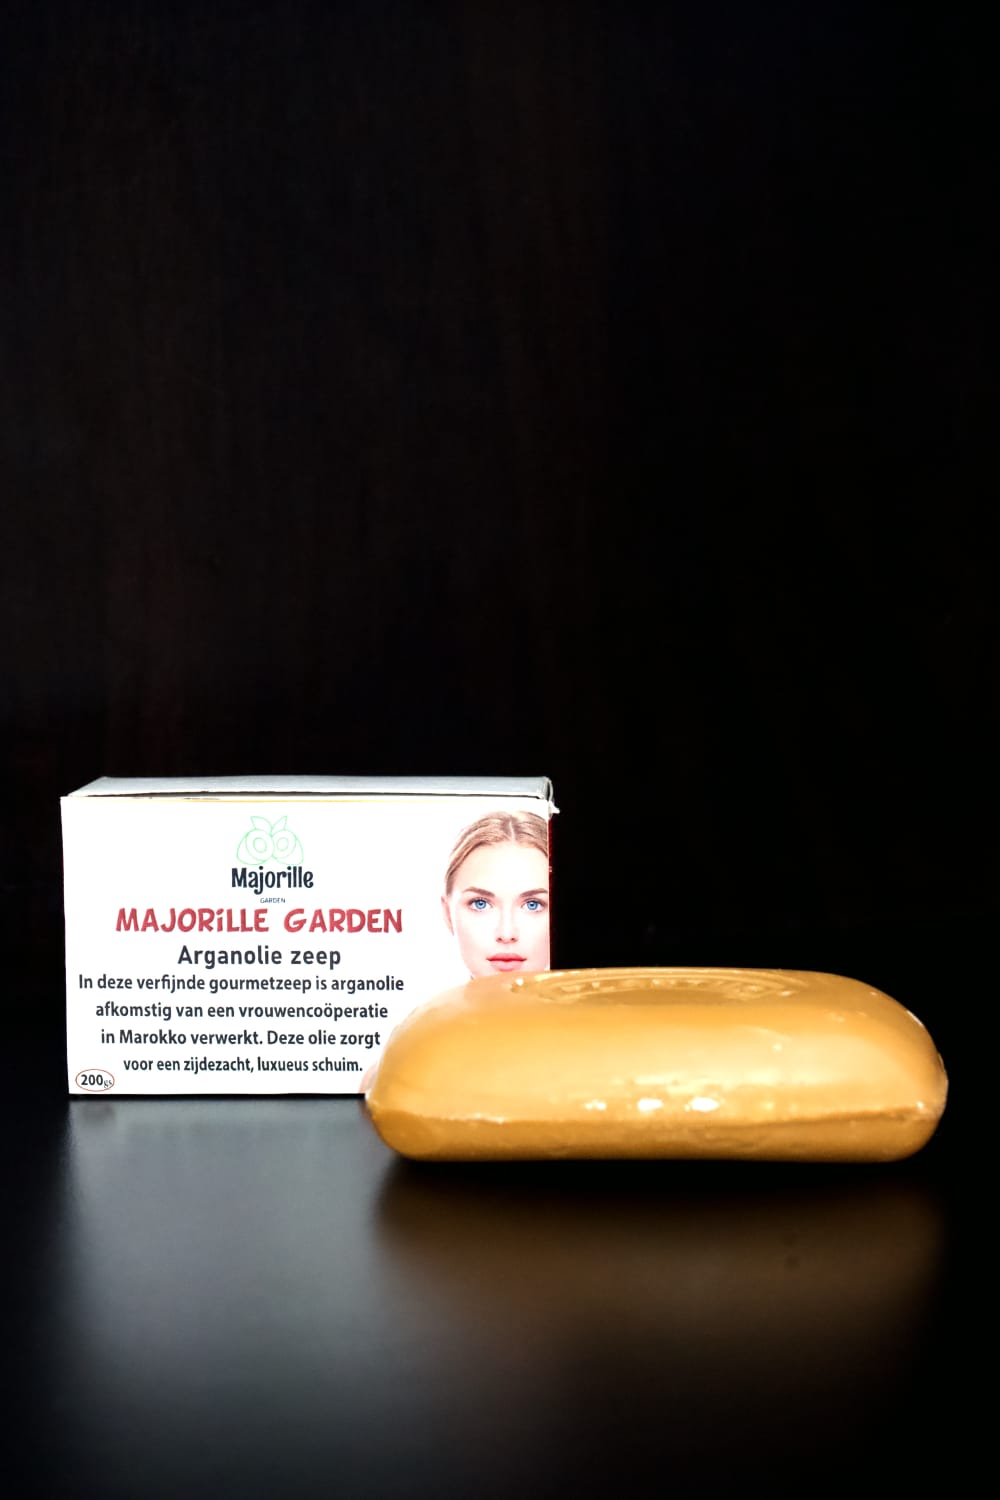 Majorille
GARDEN
MAJORiLLE GARDEN
Arganolie zeep
In deze verfijnde gourmetzeep is arganolie
afkomstig van een vrouwencoöperatie
in Marokko verwerkt. Deze olie zorgt
voor een zijdezacht, luxueus schuim.
200gs